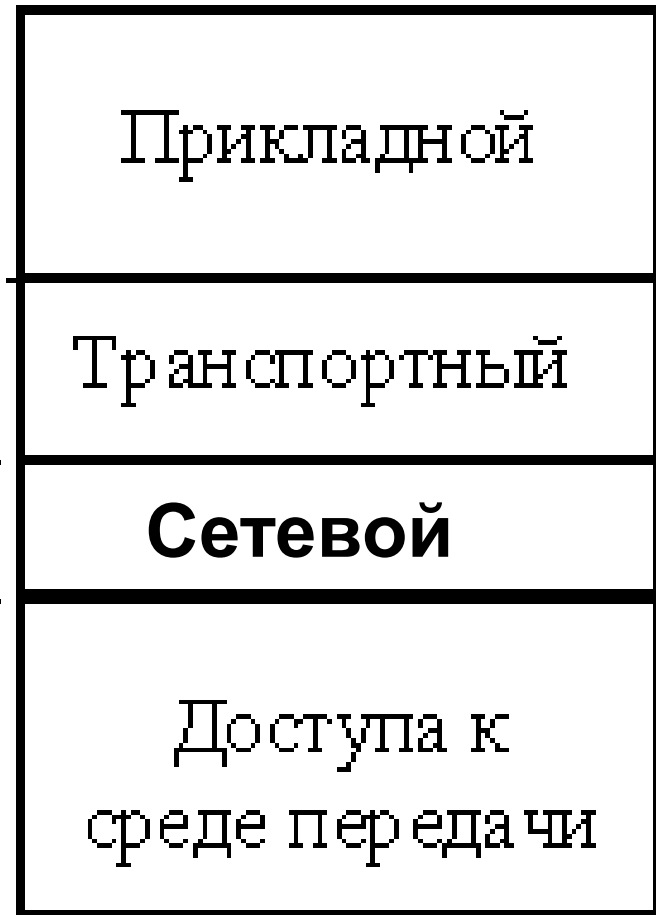 Прикладной
Транспортный
Сетевой
Доступа к
среде передачи